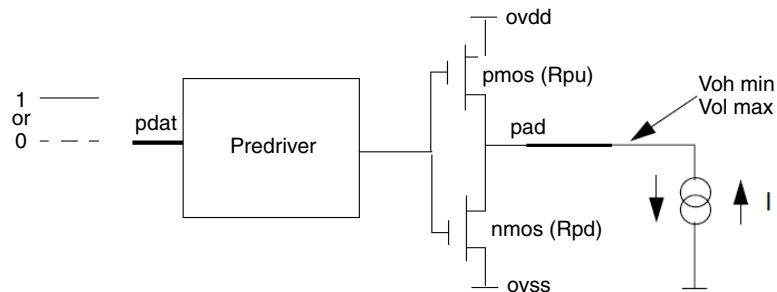 ovdd
pmos (Rpu)
Voh min
Vol max
1
or
0
pdat
Predriver
pad
I
nmos (Rpd)
ovss